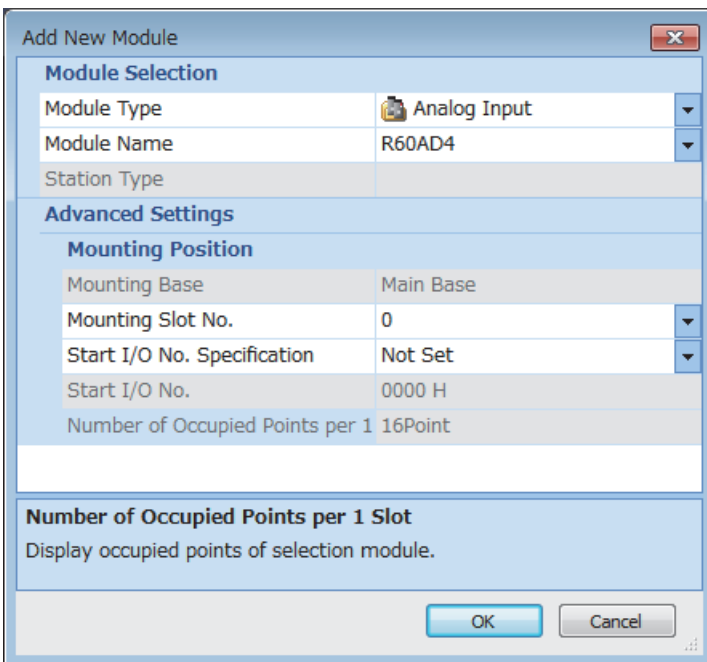 Add New Module
Module Selection
Module Type Analog Input
Module Name R60AD4
Station Type
Advanced Settings
Mounting Position
Mounting Base Main Base
Mounting Slot No. 0
Start I/O No. Specification Not Set
Start I/O No. 0000 H
Number of Occupied Points per 1 16Point
Number of Occupied Points per 1 Slot
Display occupied points of selection module.
OK Cancel